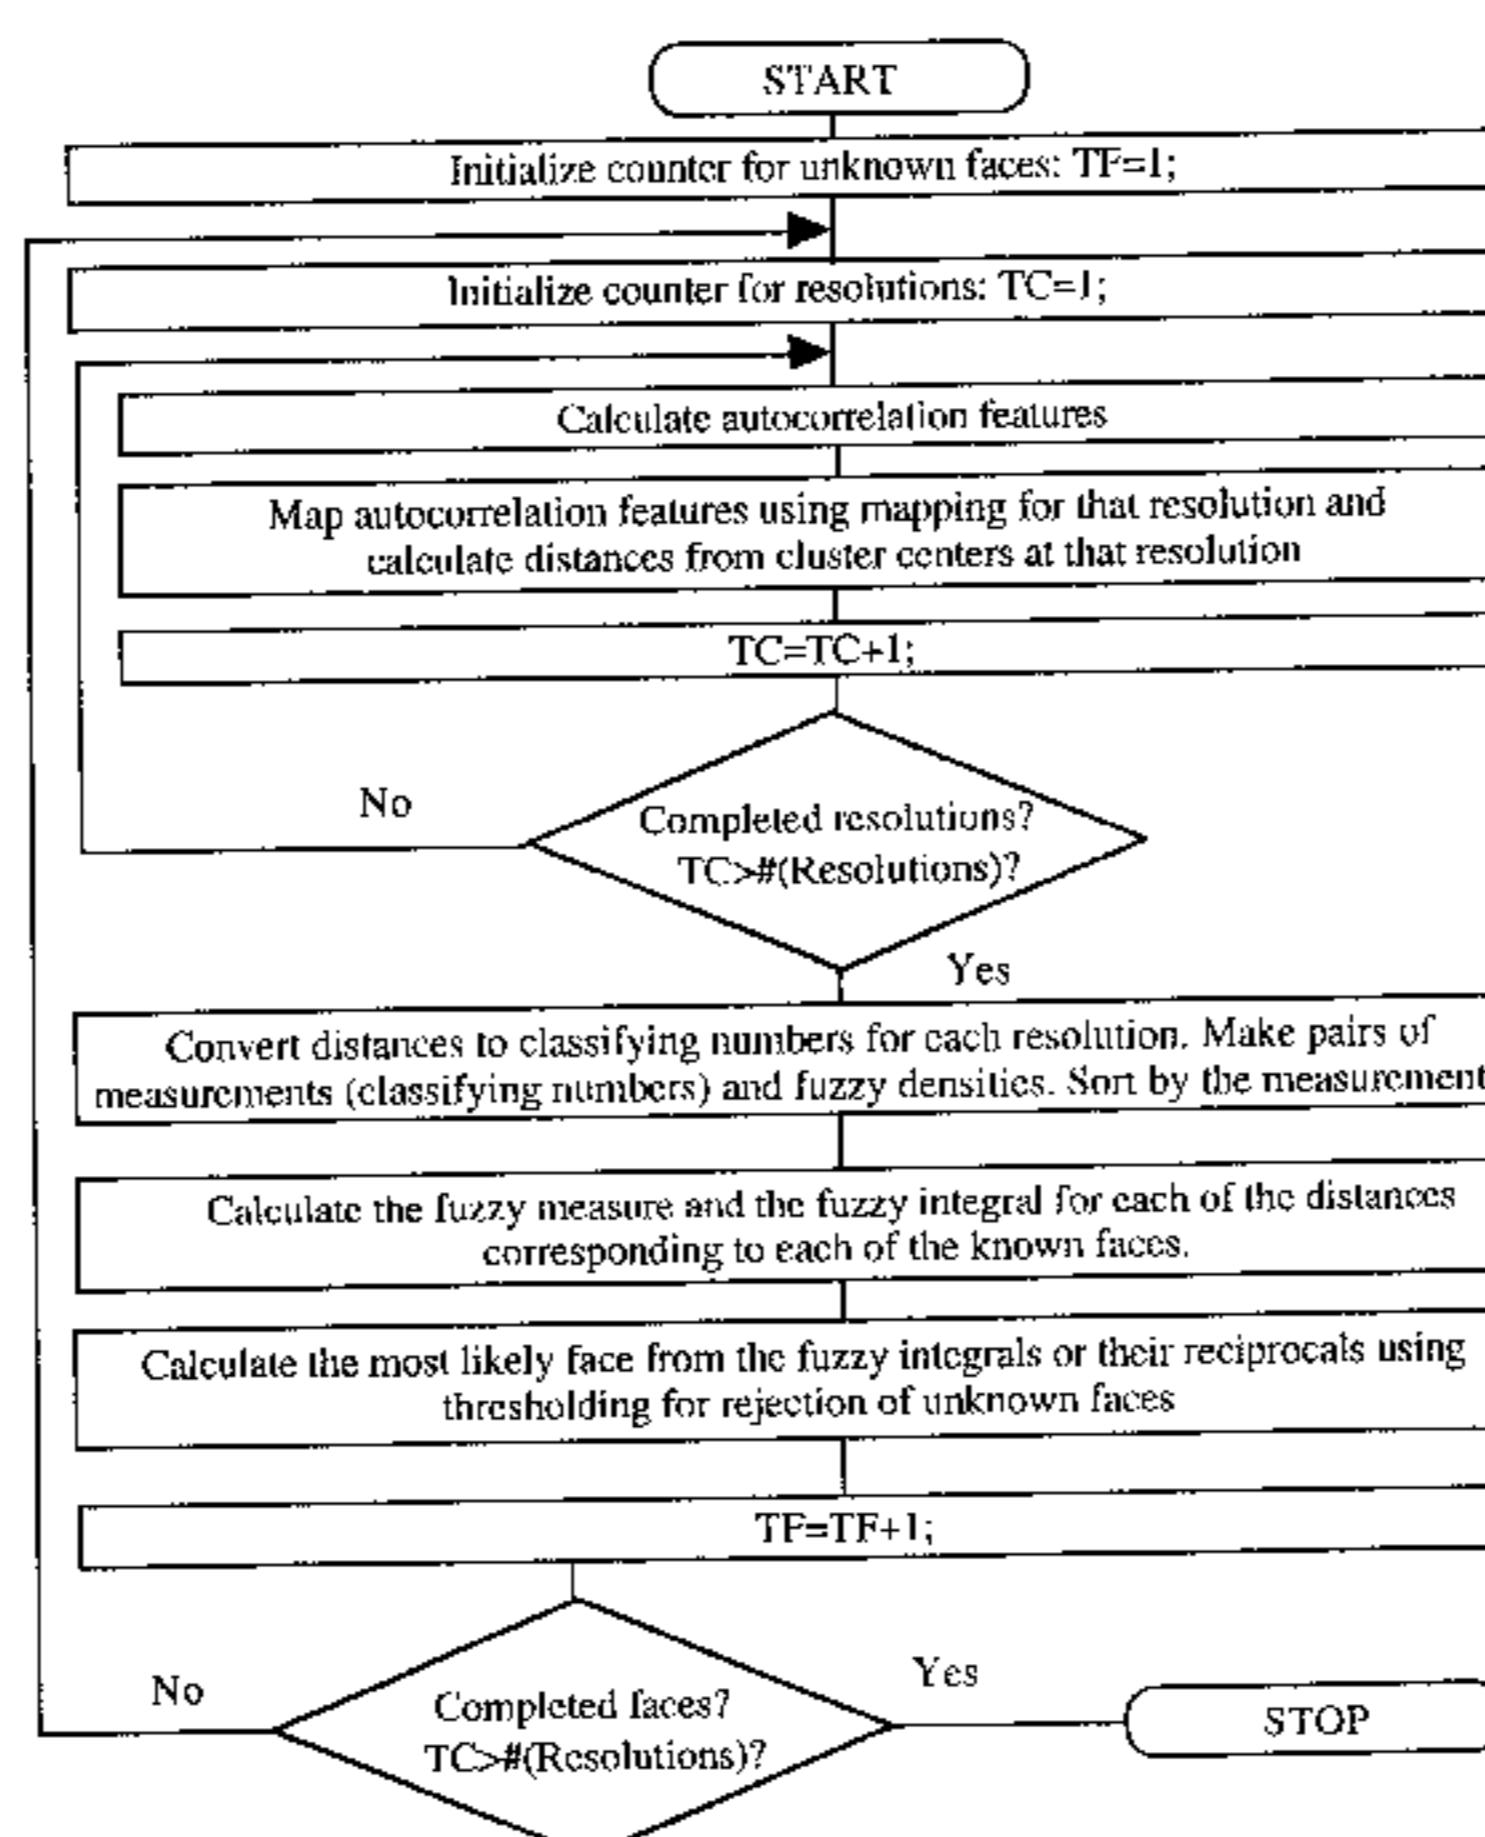 START
Initialize counter for unknown faces: TF=1;
Initialize counter for resolutions: TC=1;
Calculate autocorrelation features
Map autocorrelation features using mapping for that resolution and
calculate distances from cluster centers at that resolution
TC=TC+1;
No
Completed resolutions?
TC>#(Resolutions)?
Yes
Convert distances to classifying numbers for each resolution. Make pairs of
measurements (classifying numbers) and fuzzy densities. Sort by the measurement
Calculate the fuzzy measure and the fuzzy integral for each of the distances
corresponding to each of the known faces.
Calculate the most likely face from the fuzzy integrals or their reciprocals using
thresholding for rejection of unknown faces
TF=TF+1;
No
Yes
Completed faces?
TC>#(Resolutions)?
STOP